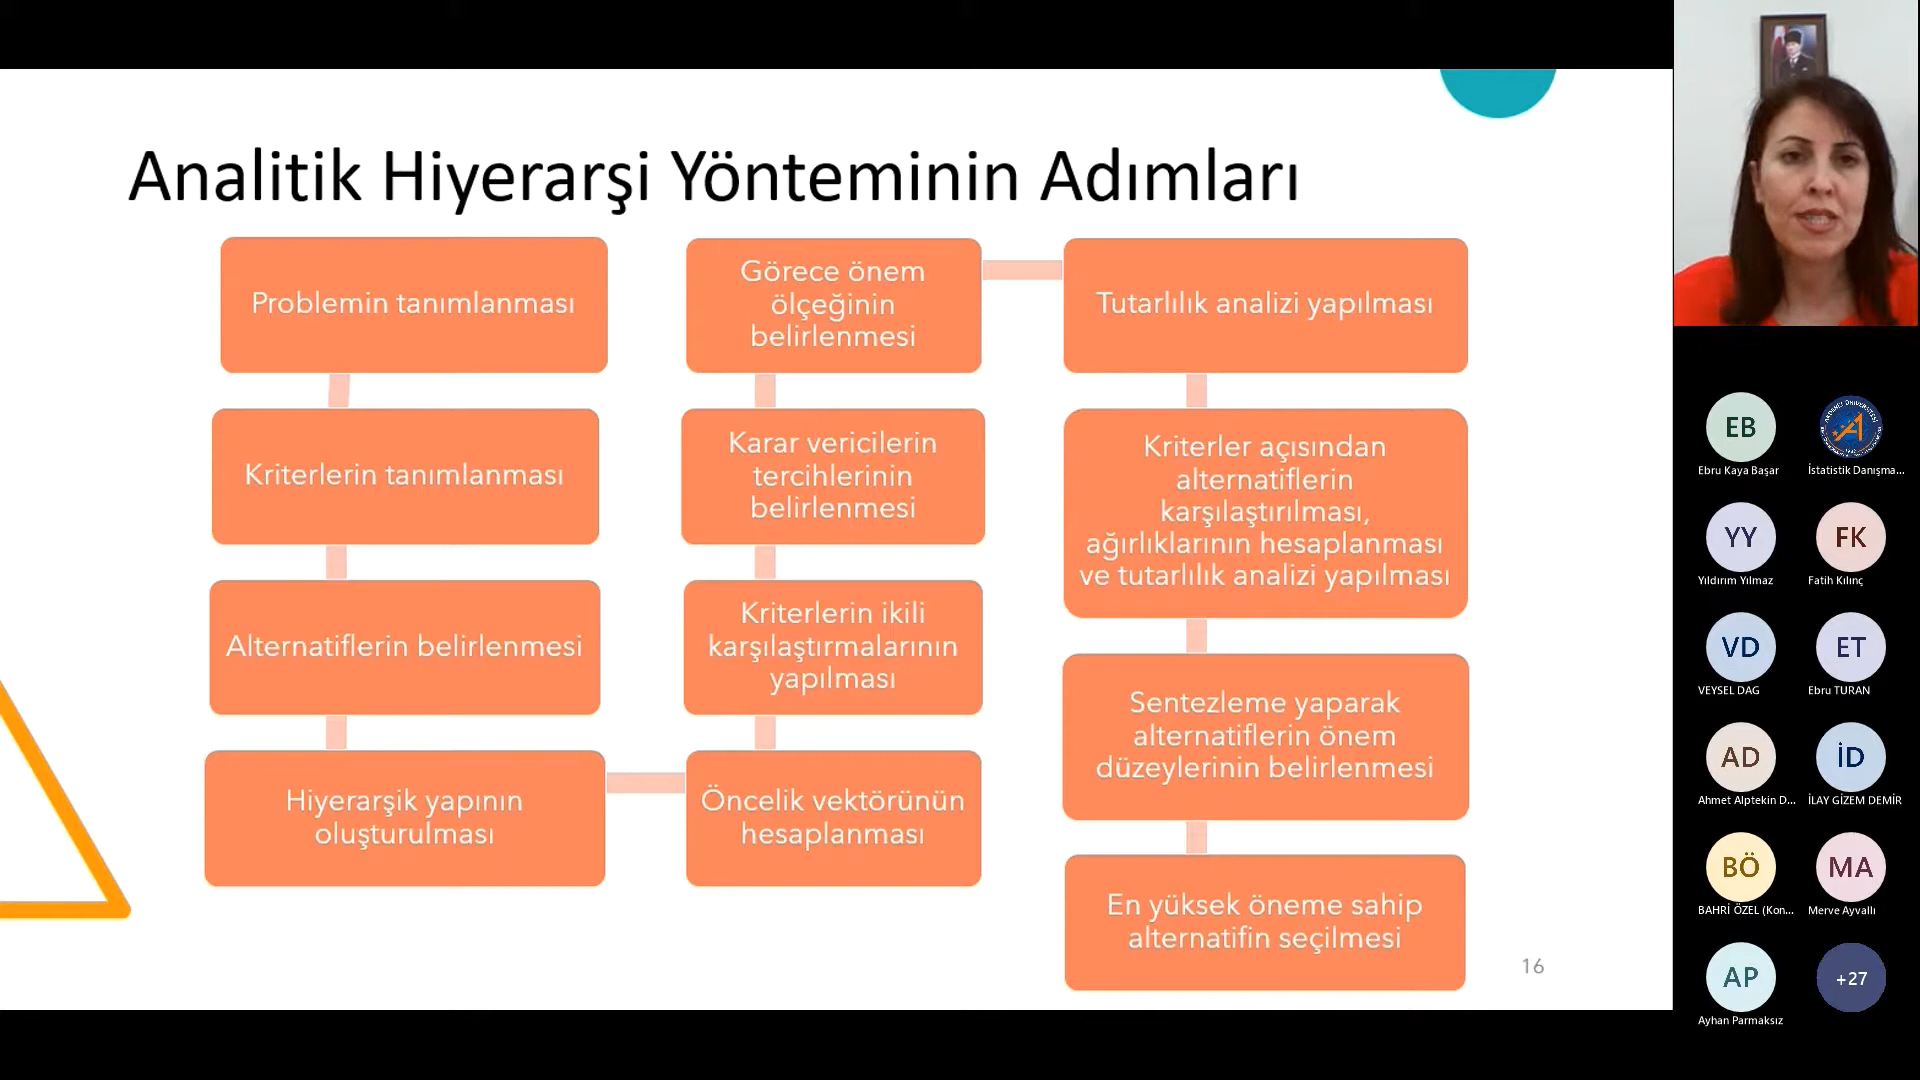 Analitik Hiyerarşi Yönteminin Adımları
Problemin tanımlanması
Kriterlerin tanımlanması
Alternatiflerin belirlenmesi
Hiyerarşik yapının
oluşturulması
Görece önem
ölçeğinin
belirlenmesi
Karar vericilerin
tercihlerinin
belirlenmesi
Kriterlerin ikili
karşılaştırmalarının
yapılması
Öncelik vektörünün
hesaplanması
Tutarlılık analizi yapılması
Kriterler açısından
alternatiflerin
karşılaştırılması,
ağırlıklarının hesaplanması
ve tutarlılık analizi yapılması
Sentezleme yaparak
alternatiflerin önem
düzeylerinin belirlenmesi
En yüksek öneme sahip
alternatifin seçilmesi
16
EB
Ebru Kaya Başar
İstatistik Danışma...
YY
Yıldırım Yılmaz
FK
Fatih Kılınç
VD
VEYSEL DAG
ET
Ebru TURAN
AD
Ahmet Alptekin D...
İD
İLAY GİZEM DEMİR
BÖ
BAHRİ ÖZEL (Kon...
MA
Merve Ayvallı
AP
Ayhan Parmaksız
+27